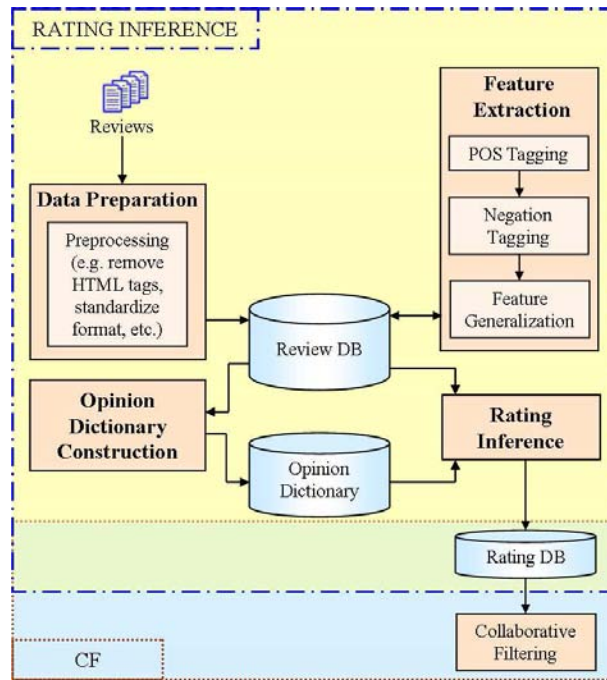 RATING INFERENCE
Reviews
Data Preparation
Preprocessing
(e.g. remove
HTML tags,
standardize
format, etc.)
Feature
Extraction
POS Tagging
Negation
Tagging
Feature
Generalization
Review DB
Opinion
Dictionary
Construction
Opinion
Dictionary
Rating
Inference
Rating DB
Collaborative
Filtering
CF